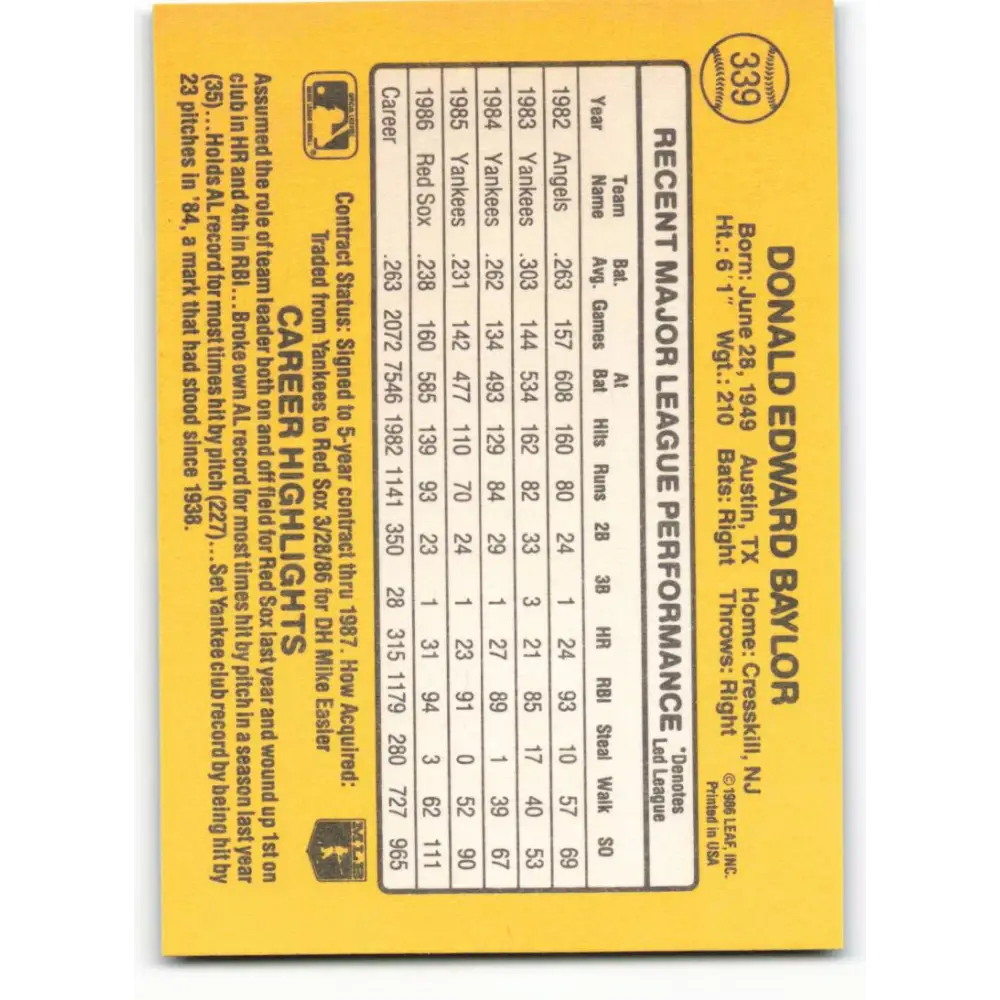 339
DONALD EDWARD BAYLOR
Born: June 28, 1949 Austin, TX Home: Cresskill, NJ
Ht.: 6'1" Wgt.: 210 Bats: Right Throws: Right
©1986 LEAF, INC.
Printed in USA
RECENT MAJOR LEAGUE PERFORMANCE
*Denotes
Led League
Year Team Name Bat. Avg. Games At Bat Hits Runs 2B 3B HR RBI Steal Walk SO
1982 Angels .263 157 608 160 80 24 1 24 93 10 57 69
1983 Yankees .303 144 534 162 82 33 3 21 85 17 40 53
1984 Yankees .262 134 493 129 84 29 1 27 89 1 39 67
1985 Yankees .231 142 477 110 70 24 1 23 91 0 52 90
1986 Red Sox .238 160 585 139 93 23 1 31 94 3 62 111
Career .263 2072 7546 1982 1141 350 28 315 1179 280 727 965
Contract Status: Signed to 5-year contract thru 1987. How Acquired:
Traded from Yankees to Red Sox 3/28/86 for DH Mike Easler
MLB
CAREER HIGHLIGHTS
Assumed the role of team leader both on and off field for Red Sox last year and wound up 1st on
club in HR and 4th in RBI...Broke own AL record for most times hit by pitch in a season last year
(35)...Holds AL record for most times hit by pitch (227)...Set Yankee club record by being hit by
23 pitches in '84, a mark that had stood since 1938.